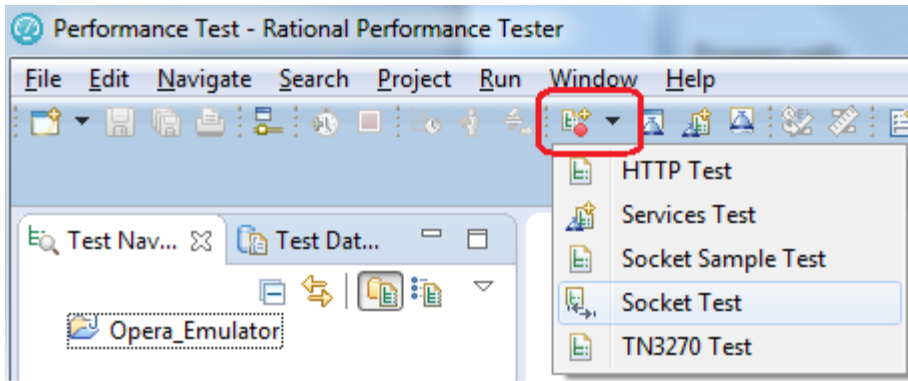 Performance Test - Rational Performance Tester
File Edit Navigate Search Project Run Window Help
HTTP Test
Services Test
Test Nav... Test Dat...
Socket Sample Test
Socket Test
Opera_Emulator
TN3270 Test